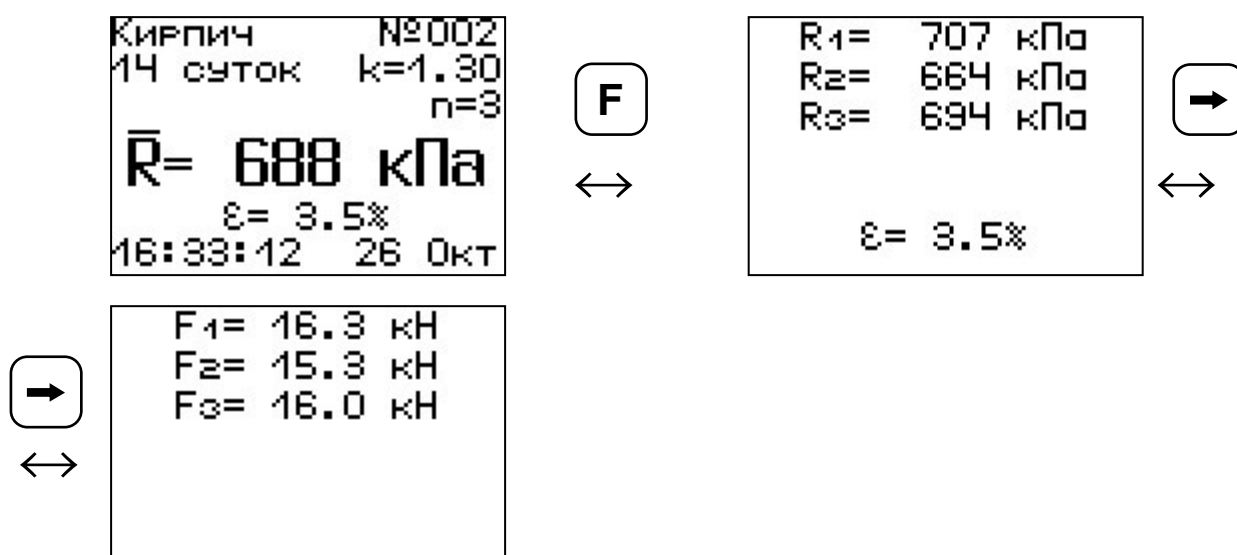 Кирпич №002
14 суток k=1.30
n=3
R̅= 688 кПа
ε= 3.5%
16:33:12 26 Окт
F
↔
R1= 707 кПа
R2= 664 кПа
R3= 694 кПа
ε= 3.5%
➡
↔
➡
↔
F1= 16.3 кН
F2= 15.3 кН
F3= 16.0 кН